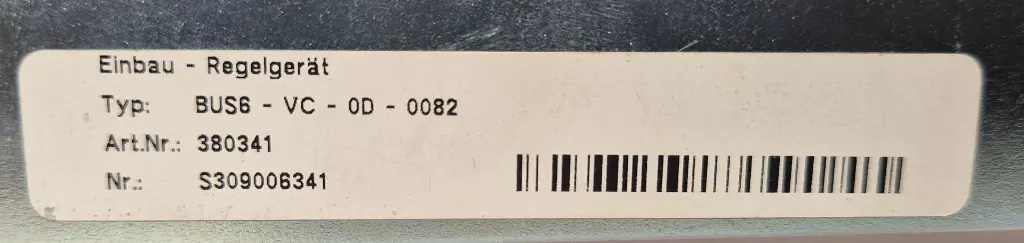 Einbau - Regelgerät
Typ: BUS6 - VC - 0D - 0082
Art.Nr.: 380341
Nr.: S309006341